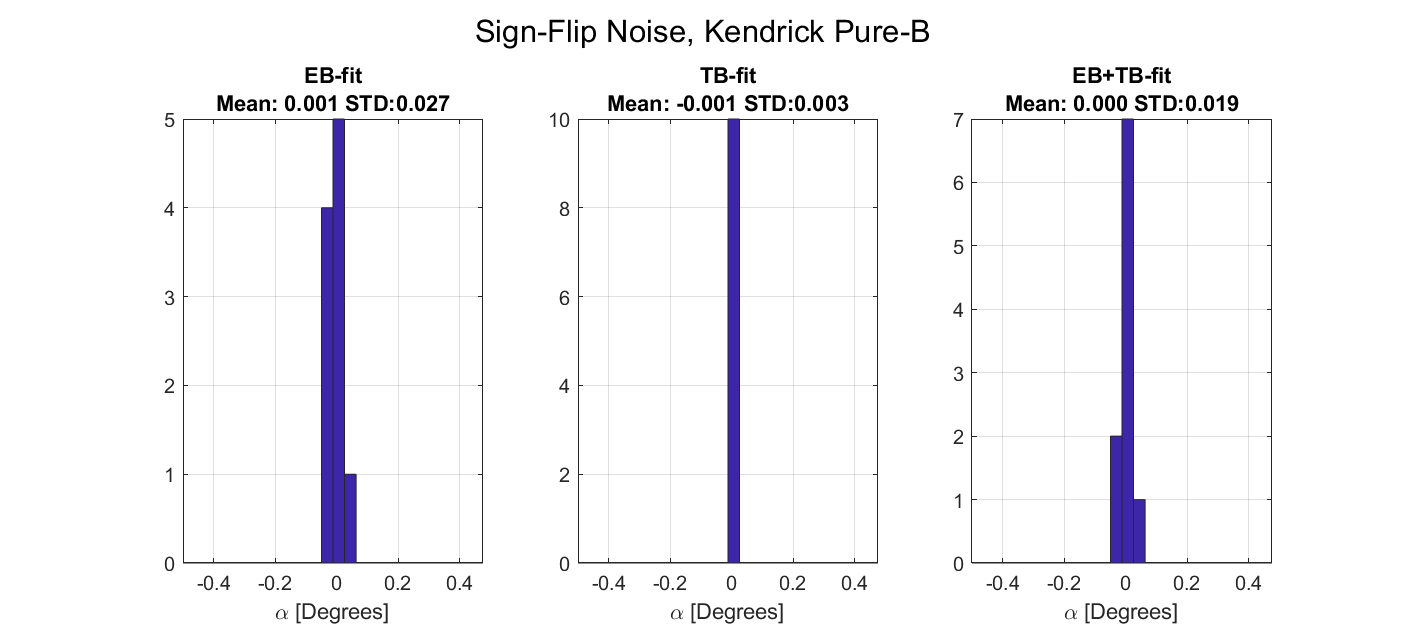 Sign-Flip Noise, Kendrick Pure-B
EB-fit
Mean: 0.001 STD:0.027
5
4
3
2
1
0
-0.4 -0.2 0 0.2 0.4
α [Degrees]
TB-fit
Mean: -0.001 STD:0.003
10
8
6
4
2
0
-0.4 -0.2 0 0.2 0.4
α [Degrees]
EB+TB-fit
Mean: 0.000 STD:0.019
7
6
5
4
3
2
1
0
-0.4 -0.2 0 0.2 0.4
α [Degrees]